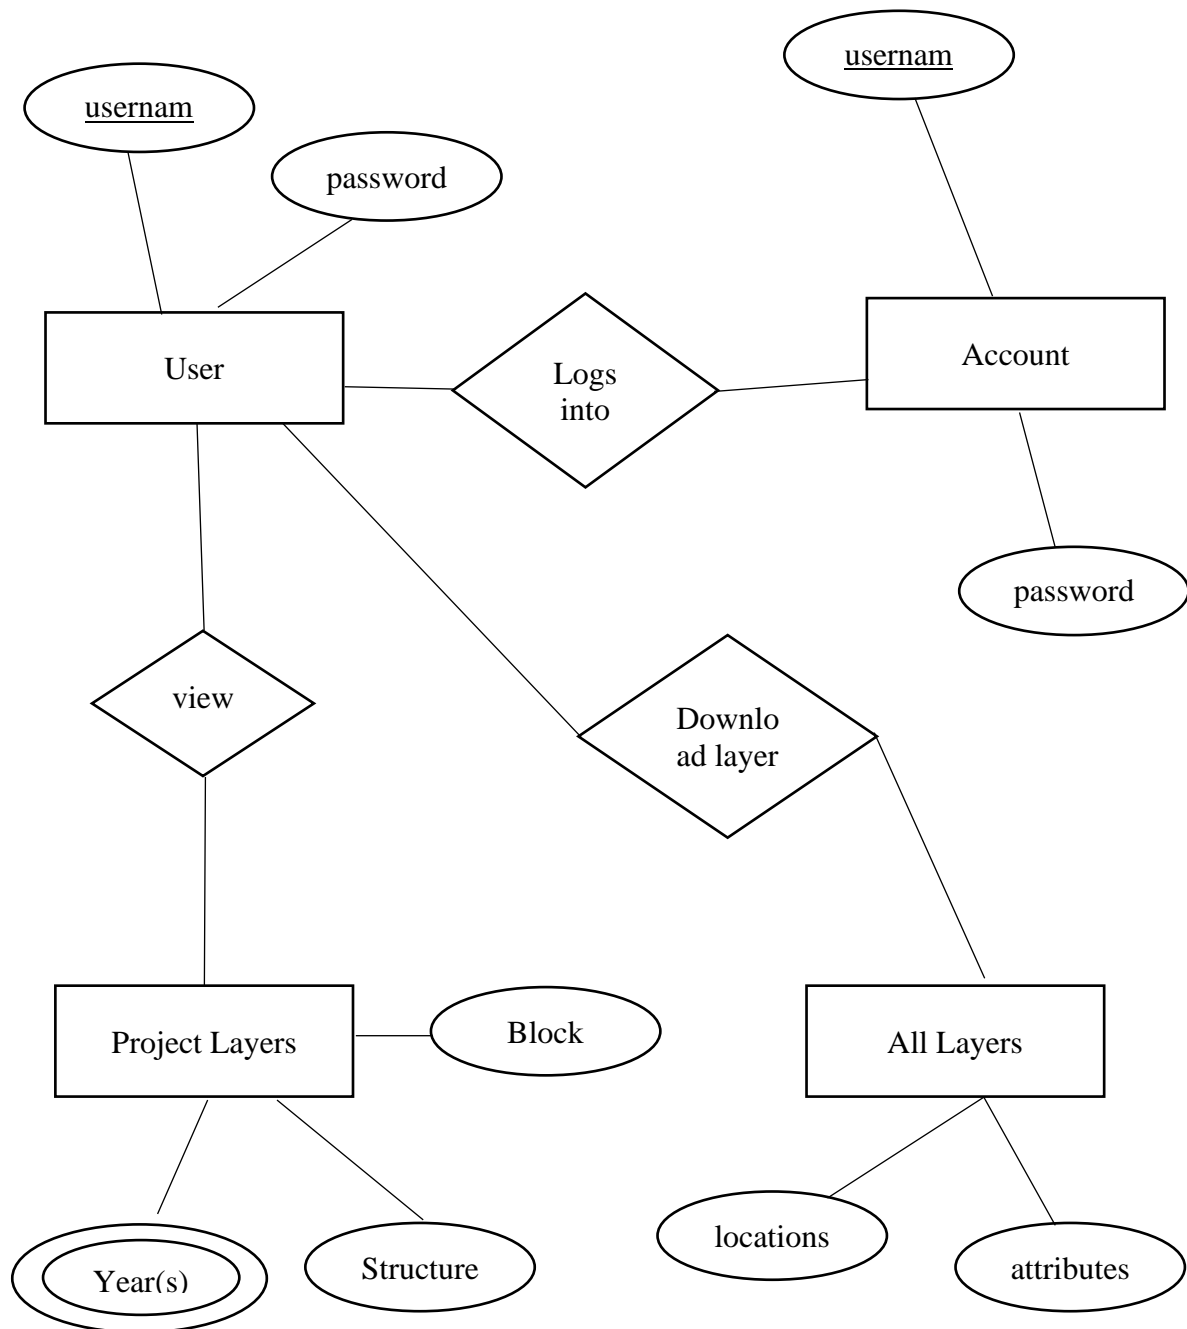 usernam
usernam
password
User
Logs
into
Account
password
view
Downlo
ad layer
Project Layers
Block
All Layers
Year(s)
Structure
locations
attributes